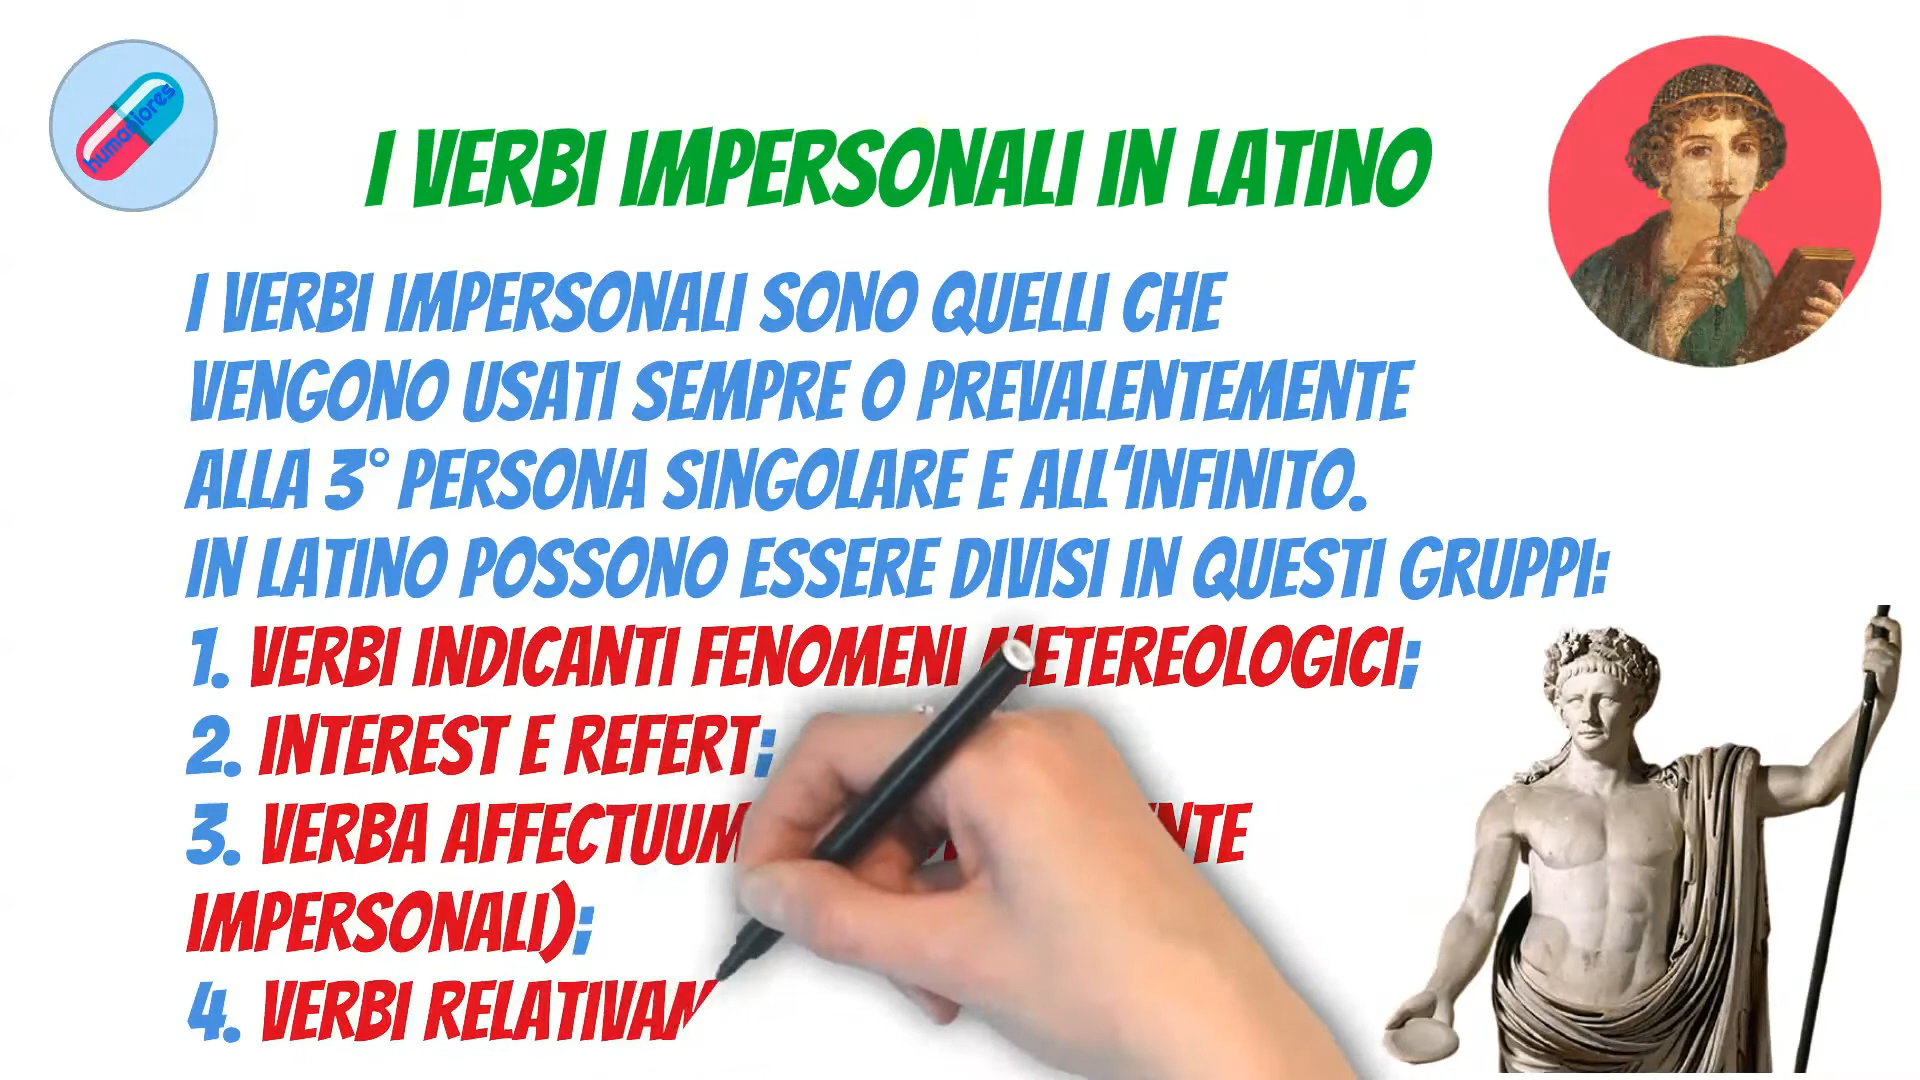 humaniores
I VERBI IMPERSONALI IN LATINO
I VERBI IMPERSONALI SONO QUELLI CHE
VENGONO USATI SEMPRE O PREVALENTEMENTE
ALLA 3° PERSONA SINGOLARE E ALL'INFINITO.
IN LATINO POSSONO ESSERE DIVISI IN QUESTI GRUPPI:
1. VERBI INDICANTI FENOMENI METEREOLOGICI;
2. INTEREST E REFERT;
3. VERBA AFFECTUUM
IMPERSONALI);
4. VERBI